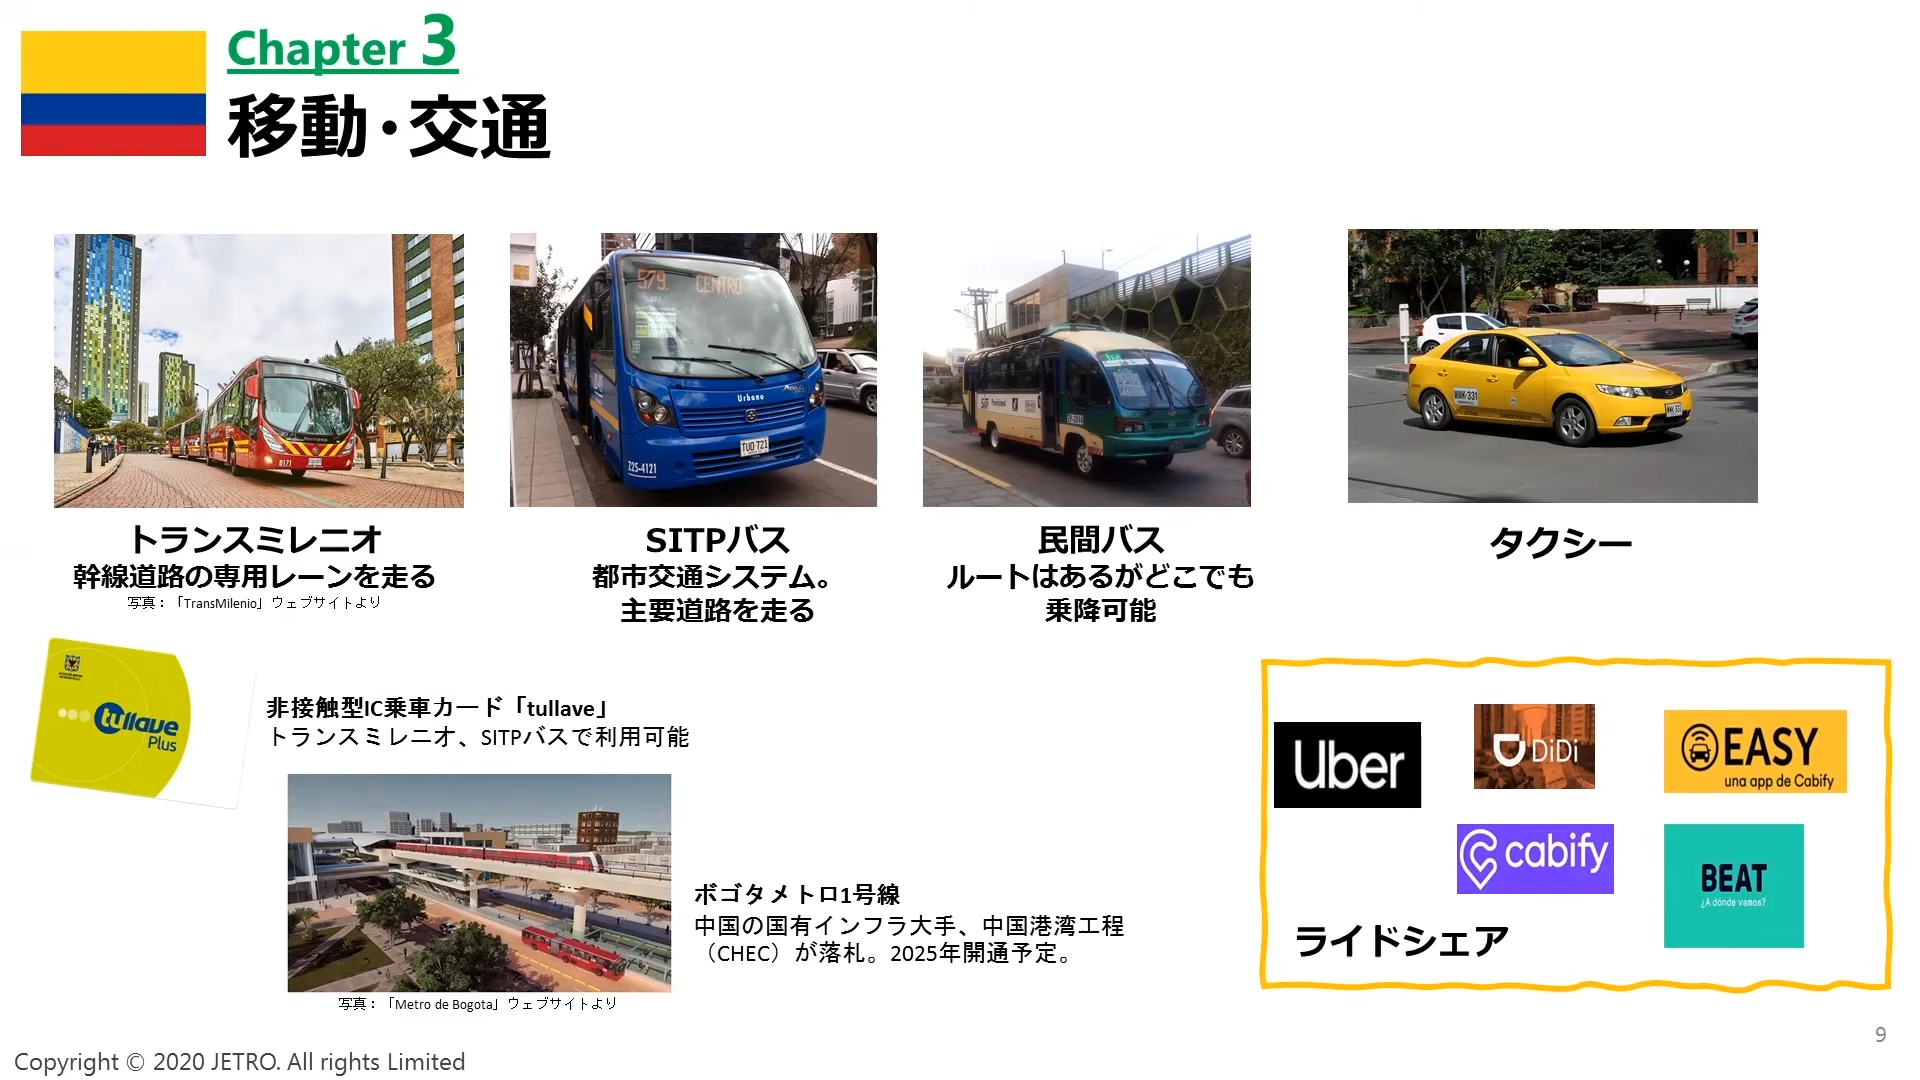 Chapter 3
移動･交通
579. CENTRO
Urbano
TUO 721
Z25-4121
WNK·331
8171
トランスミレニオ
幹線道路の専用レーンを走る
写真：「TransMilenio」ウェブサイトより
SITPバス
都市交通システム。
主要道路を走る
民間バス
ルートはあるがどこでも
乗降可能
タクシー
tullave
Plus
非接触型IC乗車カード「tullave」
トランスミレニオ、SITPバスで利用可能
ボゴタメトロ1号線
中国の国有インフラ大手、中国港湾工程
（CHEC）が落札。2025年開通予定。
写真：「Metro de Bogota」ウェブサイトより
Uber
DiDi
EASY
una app de Cabify
cabify
BEAT
¿A dónde vamos?
ライドシェア
9
Copyright © 2020 JETRO. All rights Limited